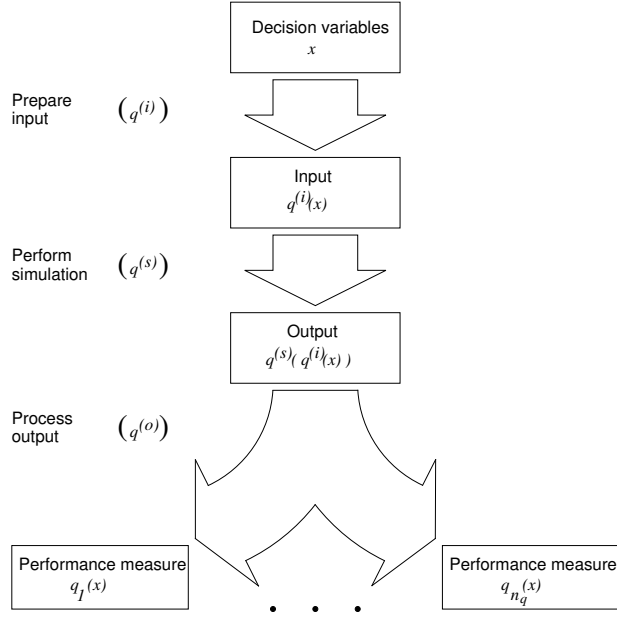 Decision variables
x
Prepare
input
(q^(i))
Input
q^(i)(x)
Perform
simulation
(q^(s))
Output
q^(s)( q^(i)(x) )
Process
output
(q^(o))
Performance measure
q_1(x)
Performance measure
q_n_q(x)
• • •